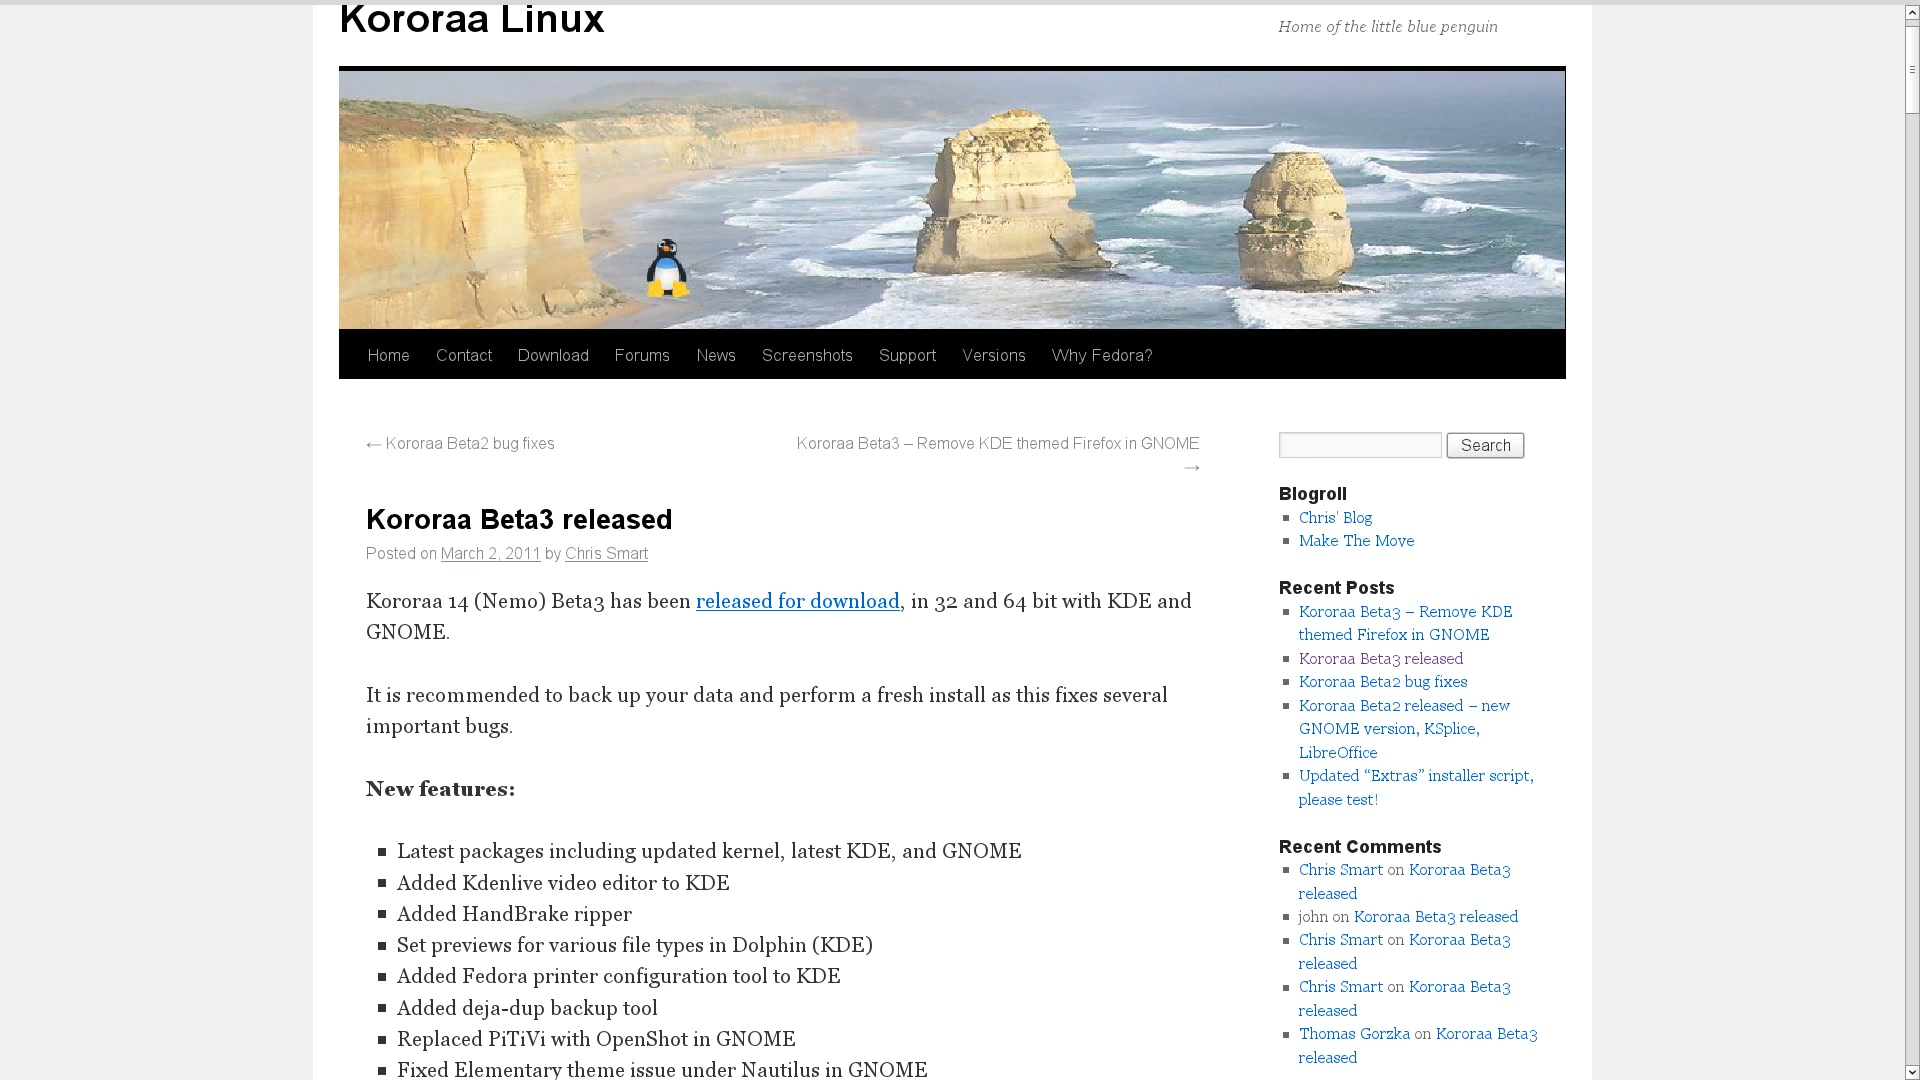 Kororaa Linux
Home of the little blue penguin
Home Contact Download Forums News Screenshots Support Versions Why Fedora?
← Kororaa Beta2 bug fixes
Kororaa Beta3 – Remove KDE themed Firefox in GNOME
→
Kororaa Beta3 released
Posted on March 2, 2011 by Chris Smart
Kororaa 14 (Nemo) Beta3 has been released for download, in 32 and 64 bit with KDE and
GNOME.
It is recommended to back up your data and perform a fresh install as this fixes several
important bugs.
New features:
Latest packages including updated kernel, latest KDE, and GNOME
Added Kdenlive video editor to KDE
Added HandBrake ripper
Set previews for various file types in Dolphin (KDE)
Added Fedora printer configuration tool to KDE
Added deja-dup backup tool
Replaced PiTiVi with OpenShot in GNOME
Fixed Elementary theme issue under Nautilus in GNOME
Search
Blogroll
Chris' Blog
Make The Move
Recent Posts
Kororaa Beta3 – Remove KDE
themed Firefox in GNOME
Kororaa Beta3 released
Kororaa Beta2 bug fixes
Kororaa Beta2 released – new
GNOME version, KSplice,
LibreOffice
Updated “Extras” installer script,
please test!
Recent Comments
Chris Smart on Kororaa Beta3
released
john on Kororaa Beta3 released
Chris Smart on Kororaa Beta3
released
Chris Smart on Kororaa Beta3
released
Thomas Gorzka on Kororaa Beta3
released